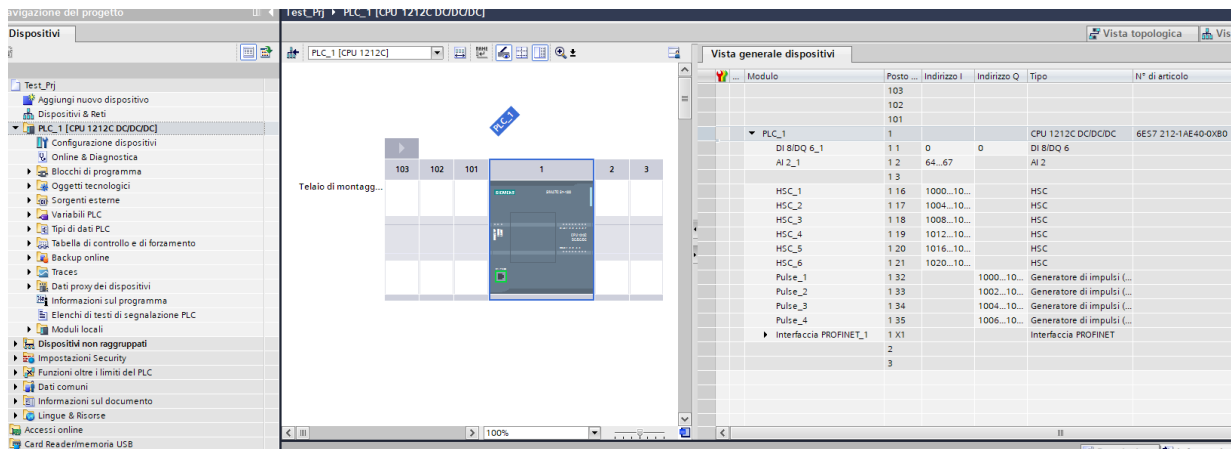 avigazione del progetto
Test_Prj ▸ PLC_1 [CPU 1212C DC/DC/DC]
Dispositivi
Vista topologica
Vis
PLC_1 [CPU 1212C]
Vista generale dispositivi
Test_Prj
Aggiungi nuovo dispositivo
Dispositivi & Reti
PLC_1 [CPU 1212C DC/DC/DC]
Configurazione dispositivi
Online & Diagnostica
Blocchi di programma
Oggetti tecnologici
Sorgenti esterne
Variabili PLC
Tipi di dati PLC
Tabella di controllo e di forzamento
Backup online
Traces
Dati proxy dei dispositivi
Informazioni sul programma
Elenchi di testi di segnalazione PLC
Moduli locali
Dispositivi non raggruppati
Impostazioni Security
Funzioni oltre i limiti del PLC
Dati comuni
Informazioni sul documento
Lingue & Risorse
Accessi online
Card Reader/memoria USB
PLC_1
103 102 101 1 2 3
Telaio di montagg...
SIEMENS
100%
... Modulo Posto ... Indirizzo I Indirizzo Q Tipo N° di articolo
103
102
101
PLC_1 1 CPU 1212C DC/DC/DC 6ES7 212-1AE40-0XB0
DI 8/DQ 6_1 1 1 0 0 DI 8/DQ 6
AI 2_1 1 2 64...67 AI 2
1 3
HSC_1 1 16 1000...10... HSC
HSC_2 1 17 1004...10... HSC
HSC_3 1 18 1008...10... HSC
HSC_4 1 19 1012...10... HSC
HSC_5 1 20 1016...10... HSC
HSC_6 1 21 1020...10... HSC
Pulse_1 1 32 1000...10... Generatore di impulsi (...
Pulse_2 1 33 1002...10... Generatore di impulsi (...
Pulse_3 1 34 1004...10... Generatore di impulsi (...
Pulse_4 1 35 1006...10... Generatore di impulsi (...
Interfaccia PROFINET_1 1 X1 Interfaccia PROFINET
2
3